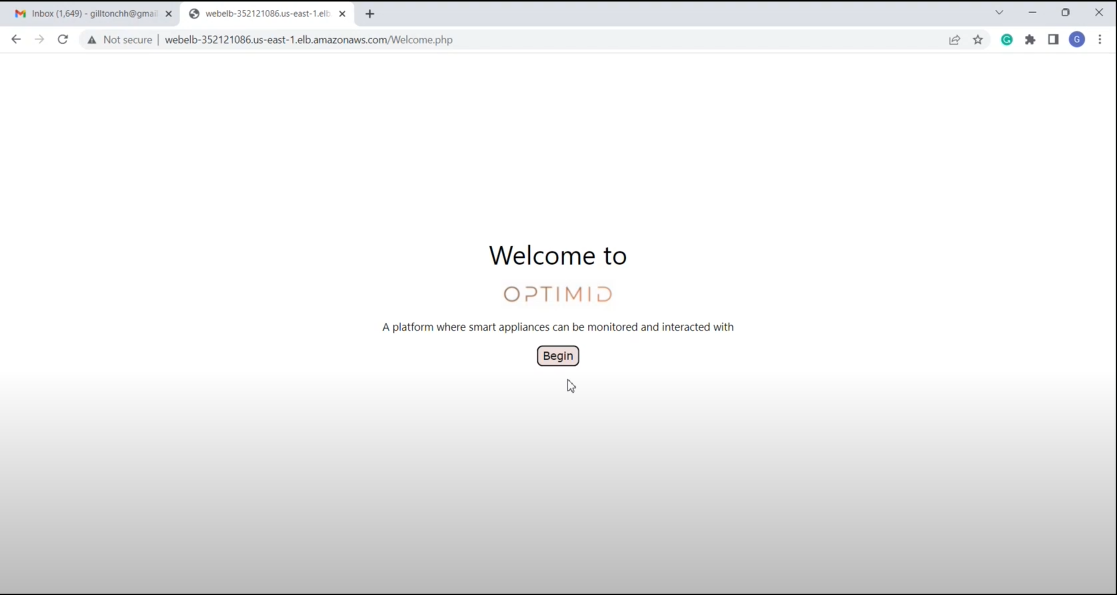 Inbox (1,649) - gilltonchh@gmai
webelb-352121086.us-east-1.elb
Not secure | webelb-352121086.us-east-1.elb.amazonaws.com/Welcome.php
G
Welcome to
OPTIMID
A platform where smart appliances can be monitored and interacted with
Begin